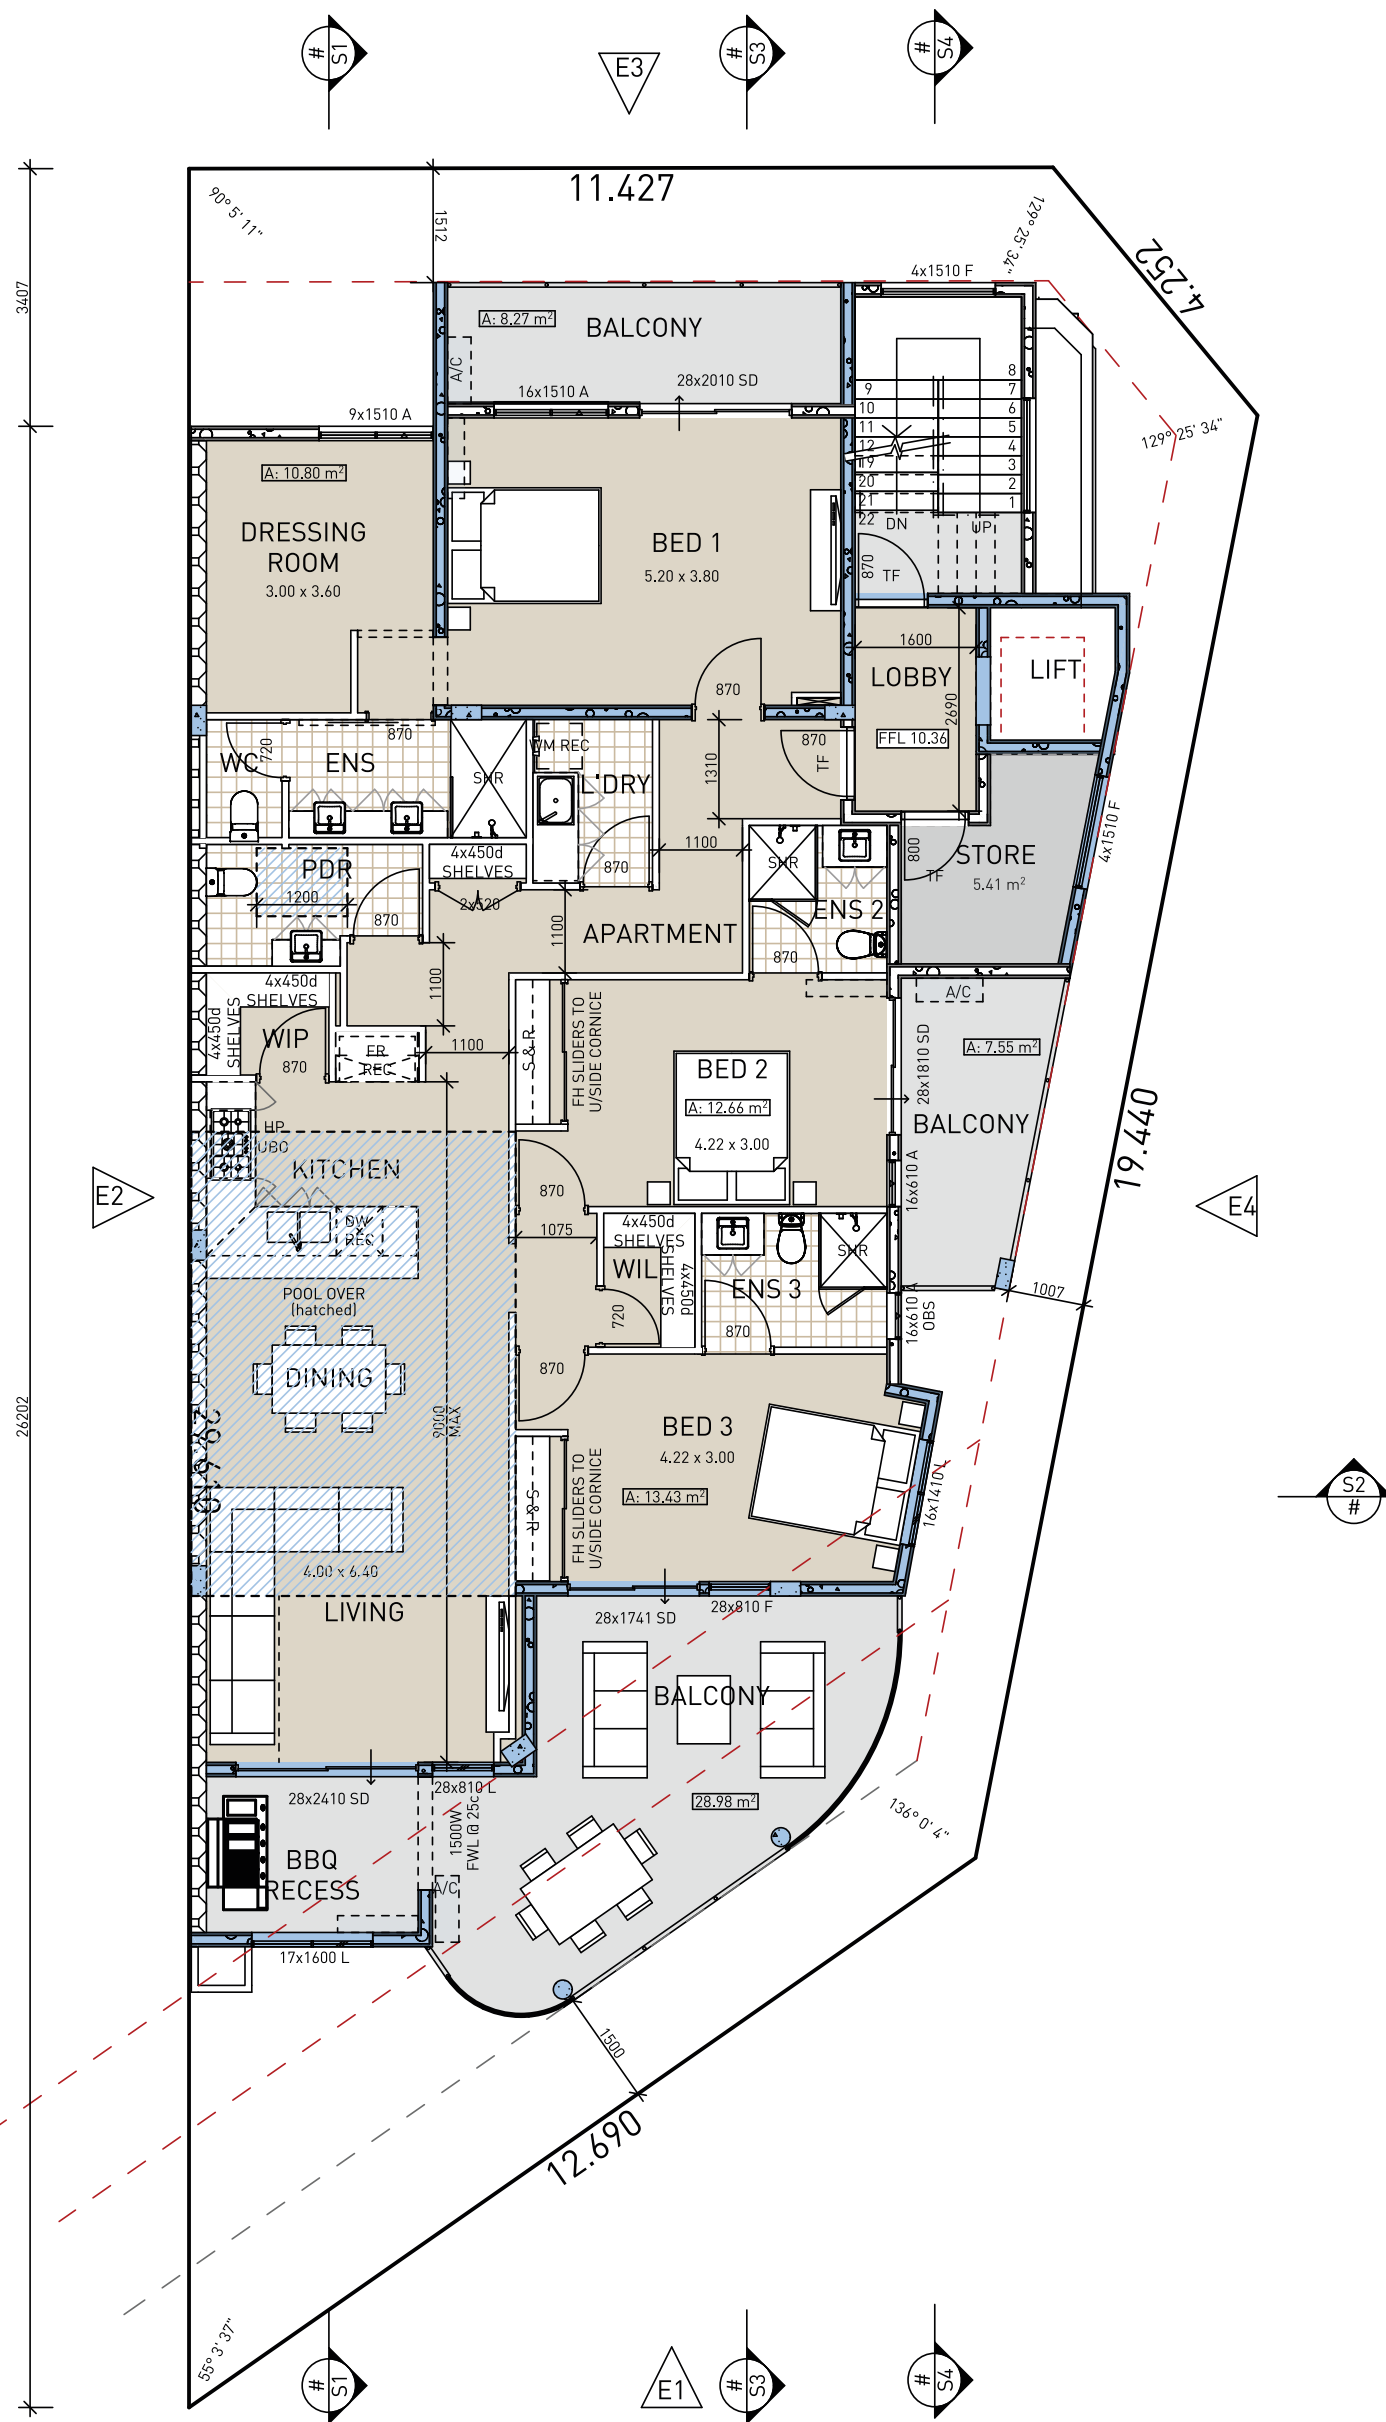 #
S1
E3
#
S3
#
S4
11.427
90° 5' 11"
1512
129° 25' 34"
4.252
3407
4x1510 F
A: 8.27 m²
BALCONY
A/C
16x1510 A
28x2010 SD
9x1510 A
8
9
7
10
6
11
5
12
4
19
3
20
2
21
1
22
DN
UP
129° 25' 34"
A: 10.80 m²
DRESSING
ROOM
3.00 x 3.60
BED 1
5.20 x 3.80
870
TF
1600
LOBBY
2690
LIFT
870
FFL 10.36
870
720
WC
ENS
870
SHR
WM REC
L'DRY
1310
870
TF
4x1510 F
PDR
1200
870
4x450d
SHELVES
2x520
870
1100
SHR
ENS 2
870
800
TF
STORE
5.41 m²
1100
APARTMENT
1100
4x450d
SHELVES
4x450d
SHELVES
WIP
870
FR
REC
1100
S & R
FH SLIDERS TO
U/SIDE CORNICE
BED 2
A: 12.66 m²
4.22 x 3.00
A/C
28x1810 SD
A: 7.55 m²
BALCONY
19.440
HP
UBO
KITCHEN
DW
REC
870
1075
16x610 A
E2
E4
4x450d
SHELVES
WIL
4x450d
SHELVES
720
ENS 3
SHR
870
16x610 A
OBS
1007
POOL OVER
(hatched)
DINING
870
9000
MAX
26202
28.610
BED 3
4.22 x 3.00
A: 13.43 m²
S & R
FH SLIDERS TO
U/SIDE CORNICE
16x1410 L
S2
#
4.00 x 6.40
LIVING
28x1741 SD
28x810 F
BALCONY
28.98 m²
28x2410 SD
28x810 L
1500W
FWL @ 25c
A/C
BBQ
RECESS
17x1600 L
136° 0' 4"
1500
12.690
55° 3' 37"
#
S1
E1
#
S3
#
S4